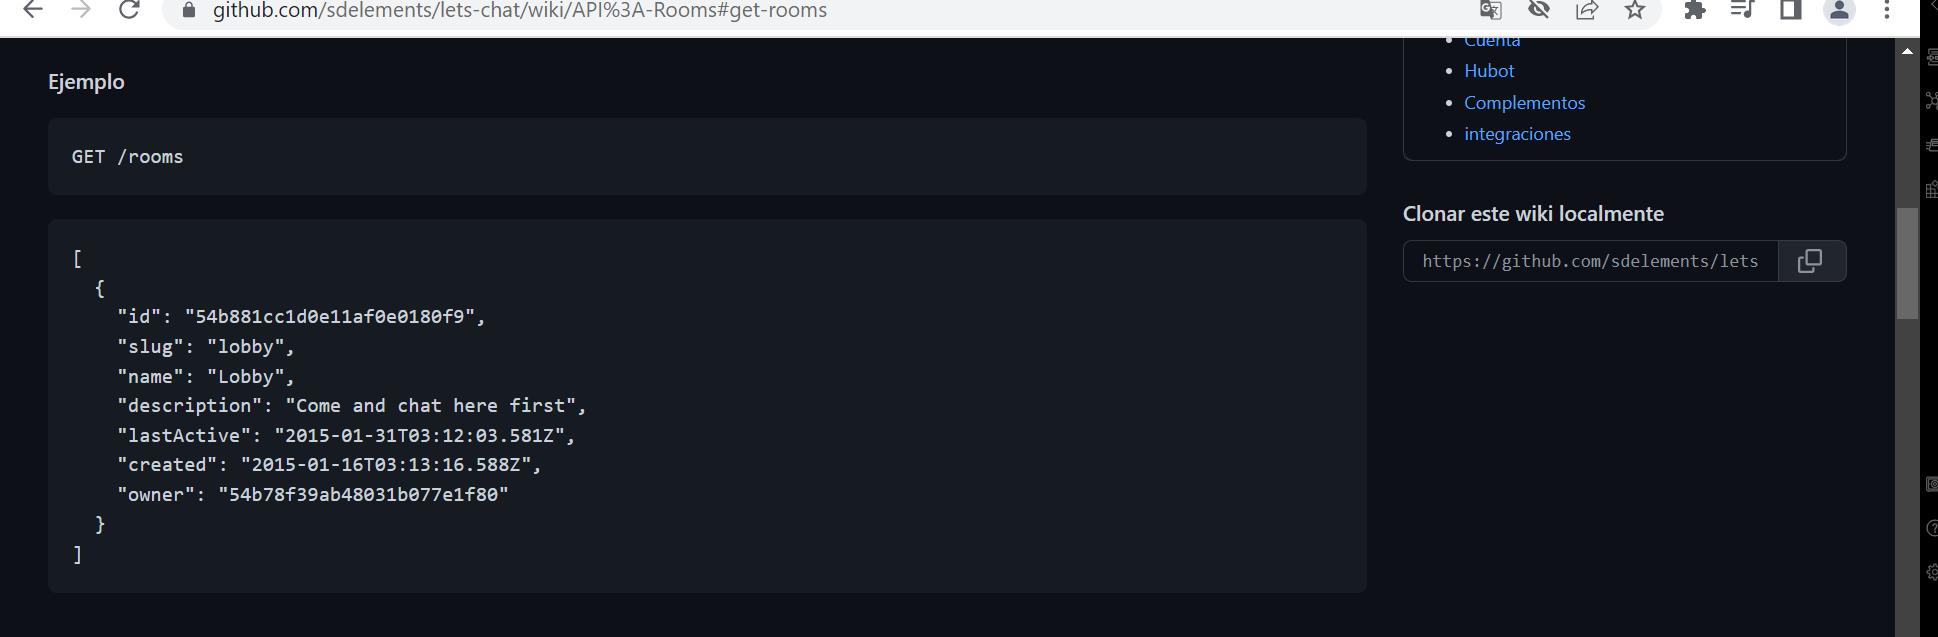 github.com/sdelements/lets-chat/wiki/API%3A-Rooms#get-rooms
Ejemplo
GET /rooms
[
{
"id": "54b881cc1d0e11af0e0180f9",
"slug": "lobby",
"name": "Lobby",
"description": "Come and chat here first",
"lastActive": "2015-01-31T03:12:03.581Z",
"created": "2015-01-16T03:13:16.588Z",
"owner": "54b78f39ab48031b077e1f80"
}
]
Cuenta
Hubot
Complementos
integraciones
Clonar este wiki localmente
https://github.com/sdelements/lets